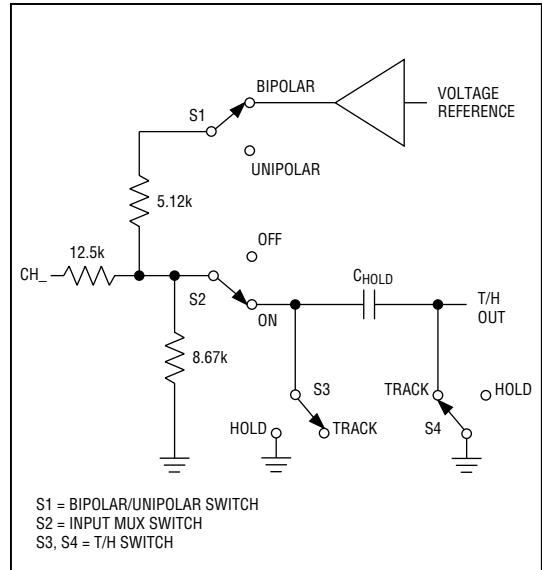 BIPOLAR
VOLTAGE
REFERENCE
S1
UNIPOLAR
5.12k
12.5k
OFF
CH_
S2
CHOLD
ON
T/H
OUT
8.67k
S3
TRACK
HOLD
HOLD
TRACK
S4
S1 = BIPOLAR/UNIPOLAR SWITCH
S2 = INPUT MUX SWITCH
S3, S4 = T/H SWITCH